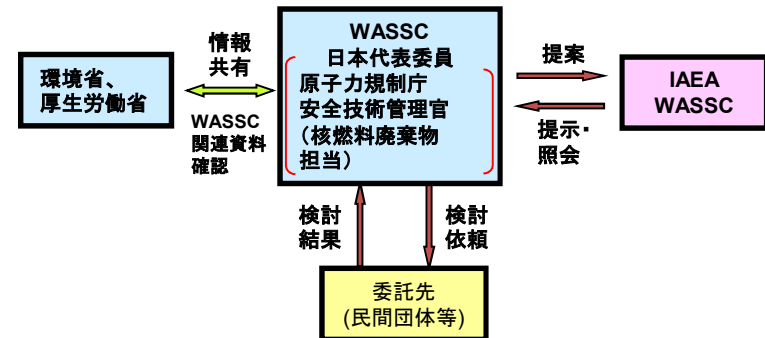 環境省、
厚生労働省
情報
共有
WASSC
関連資料
確認
WASSC
日本代表委員
原子力規制庁
安全技術管理官
(核燃料廃棄物
担当)
提案
提示・
照会
IAEA
WASSC
検討
結果
検討
依頼
委託先
(民間団体等)